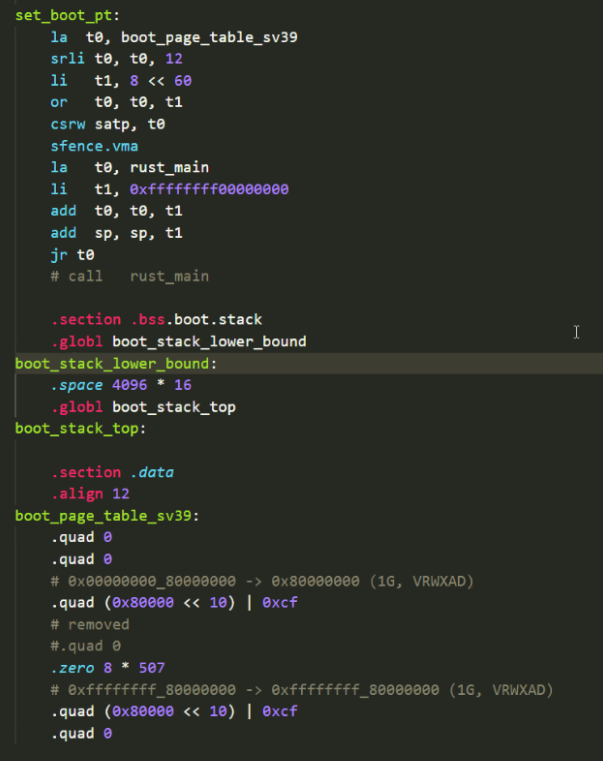 set_boot_pt:
la t0, boot_page_table_sv39
srli t0, t0, 12
li t1, 8 << 60
or t0, t0, t1
csrw satp, t0
sfence.vma
la t0, rust_main
li t1, 0xffffffff00000000
add t0, t0, t1
add sp, sp, t1
jr t0
# call rust_main
.section .bss.boot.stack
.globl boot_stack_lower_bound
boot_stack_lower_bound:
.space 4096 * 16
.globl boot_stack_top
boot_stack_top:
.section .data
.align 12
boot_page_table_sv39:
.quad 0
.quad 0
# 0x00000000_80000000 -> 0x80000000 (1G, VRWXAD)
.quad (0x80000 << 10) | 0xcf
# removed
#.quad 0
.zero 8 * 507
# 0xffffffff_80000000 -> 0xffffffff_80000000 (1G, VRWXAD)
.quad (0x80000 << 10) | 0xcf
.quad 0